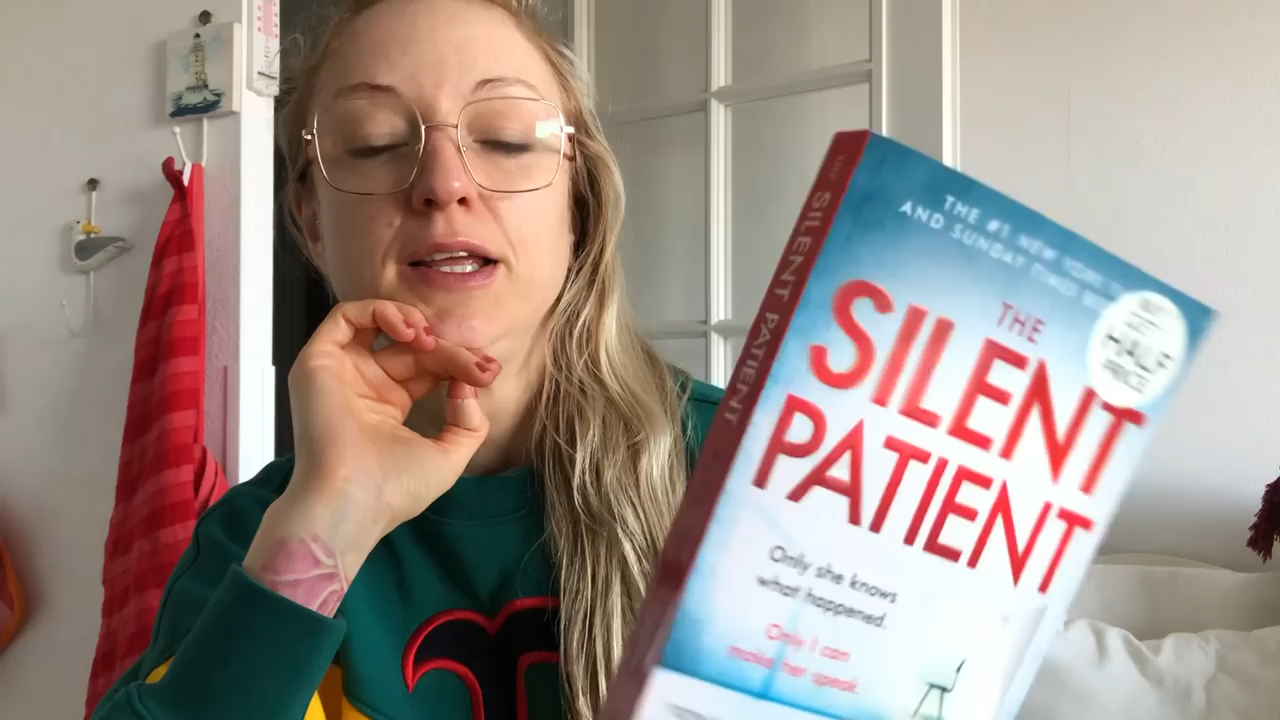 THE SILENT PATIENT
THE #1 NEW YORK
AND SUNDAY TIMES
HALF
PRICE
THE
SILENT
PATIENT
Only she knows
what happened.
Only I can
make her speak.